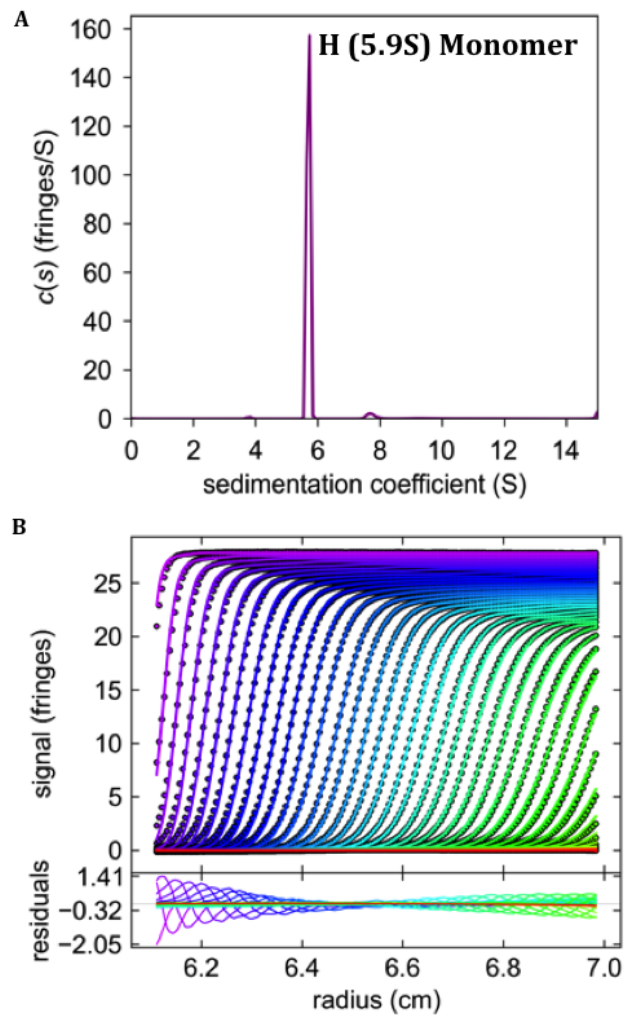 A
H (5.9S) Monomer
160
140
120
100
80
60
40
20
0
c(s) (fringes/S)
0 2 4 6 8 10 12 14
sedimentation coefficient (S)
B
25
20
15
10
5
0
signal (fringes)
1.41
−0.32
−2.05
residuals
6.2 6.4 6.6 6.8 7.0
radius (cm)